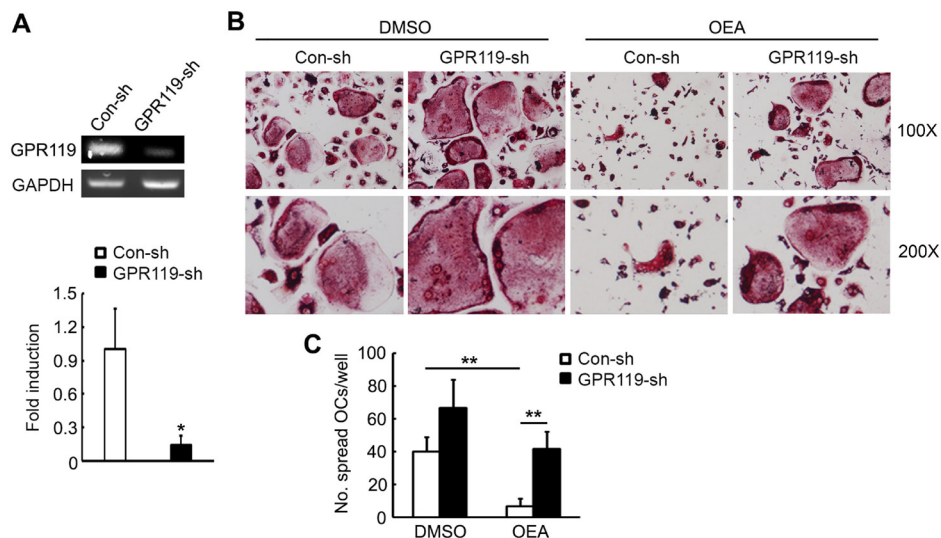 A
Con-sh
GPR119-sh
GPR119
GAPDH
Con-sh
GPR119-sh
Fold induction
1.5
1.2
0.9
0.6
0.3
0
*
B
DMSO
OEA
Con-sh
GPR119-sh
Con-sh
GPR119-sh
100X
200X
C
No. spread OCs/well
100
80
60
40
20
0
**
**
Con-sh
GPR119-sh
DMSO
OEA